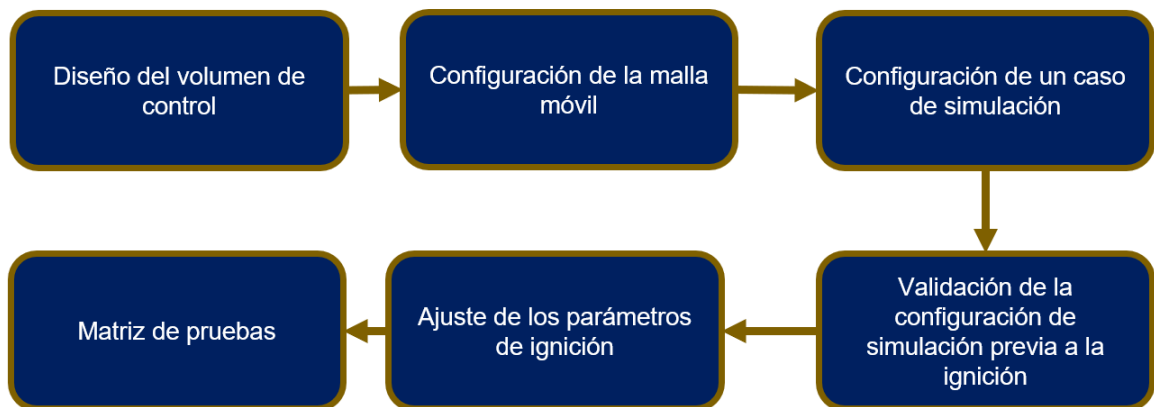 Diseño del volumen de
control
Configuración de la malla
móvil
Configuración de un caso
de simulación
Validación de la
configuración de
simulación previa a la
ignición
Ajuste de los parámetros
de ignición
Matriz de pruebas